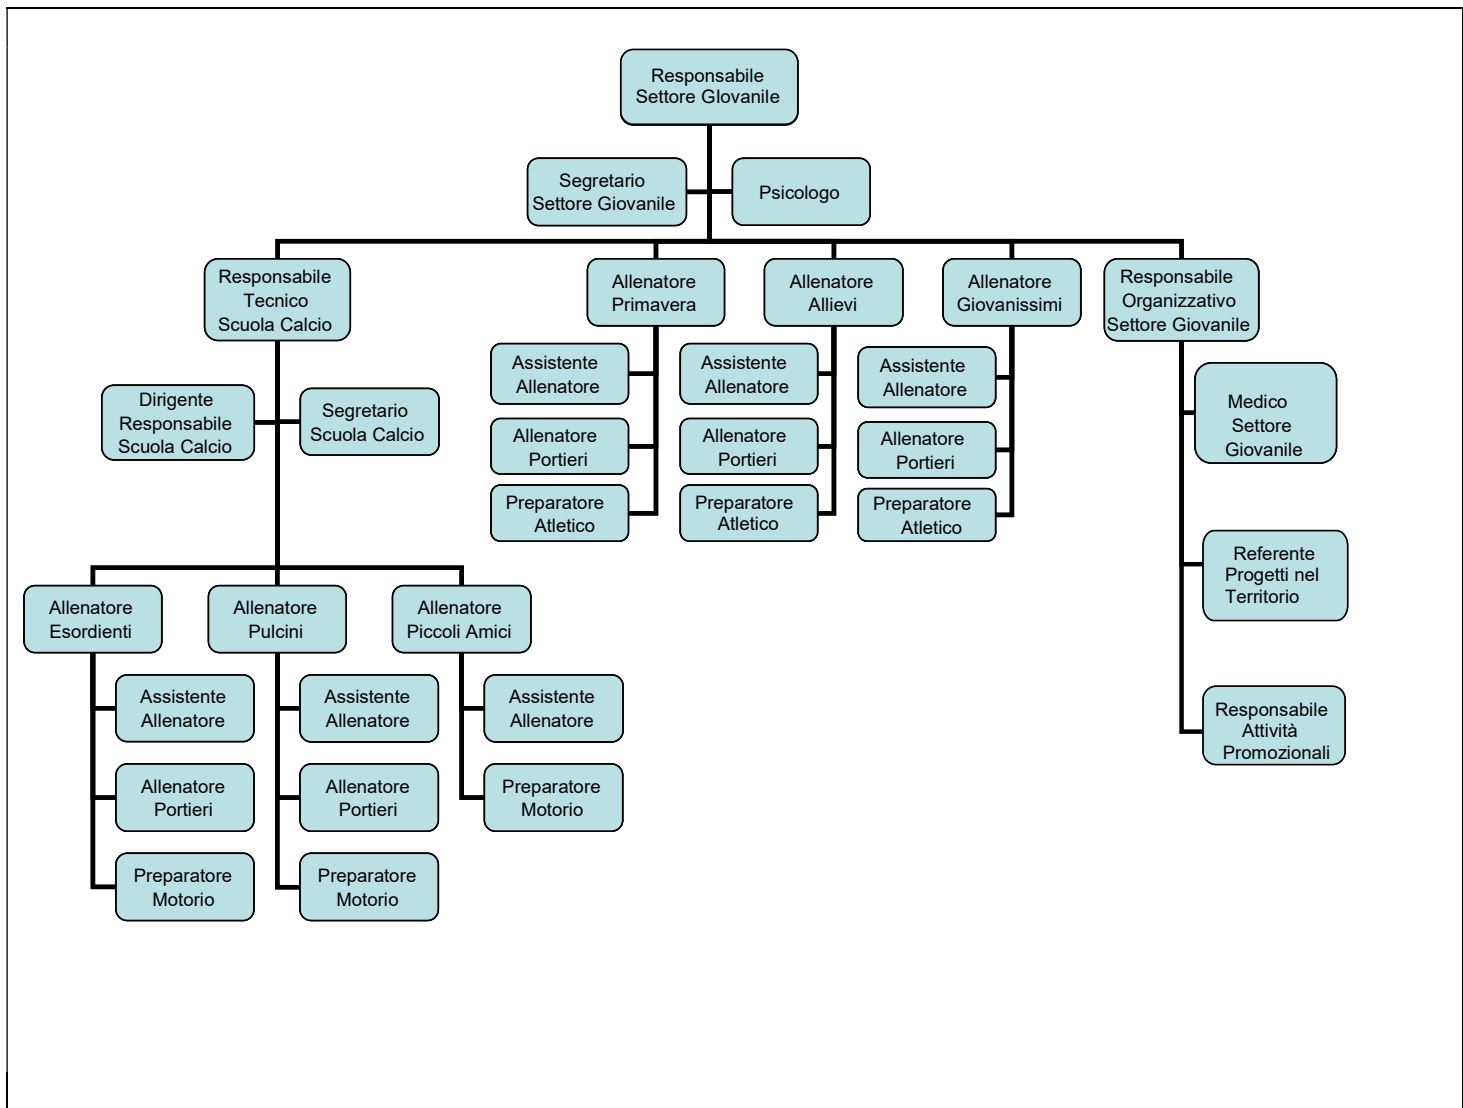 Responsabile
Settore GIovanile
Segretario
Settore Giovanile
Psicologo
Responsabile
Tecnico
Scuola Calcio
Allenatore
Primavera
Allenatore
Allievi
Allenatore
Giovanissimi
Responsabile
Organizzativo
Settore Giovanile
Assistente
Allenatore
Assistente
Allenatore
Assistente
Allenatore
Medico
Settore
Giovanile
Dirigente
Responsabile
Scuola Calcio
Segretario
Scuola Calcio
Allenatore
Portieri
Allenatore
Portieri
Allenatore
Portieri
Preparatore
Atletico
Preparatore
Atletico
Preparatore
Atletico
Referente
Progetti nel
Territorio
Allenatore
Esordienti
Allenatore
Pulcini
Allenatore
Piccoli Amici
Assistente
Allenatore
Assistente
Allenatore
Assistente
Allenatore
Responsabile
Attività
Promozionali
Allenatore
Portieri
Allenatore
Portieri
Preparatore
Motorio
Preparatore
Motorio
Preparatore
Motorio